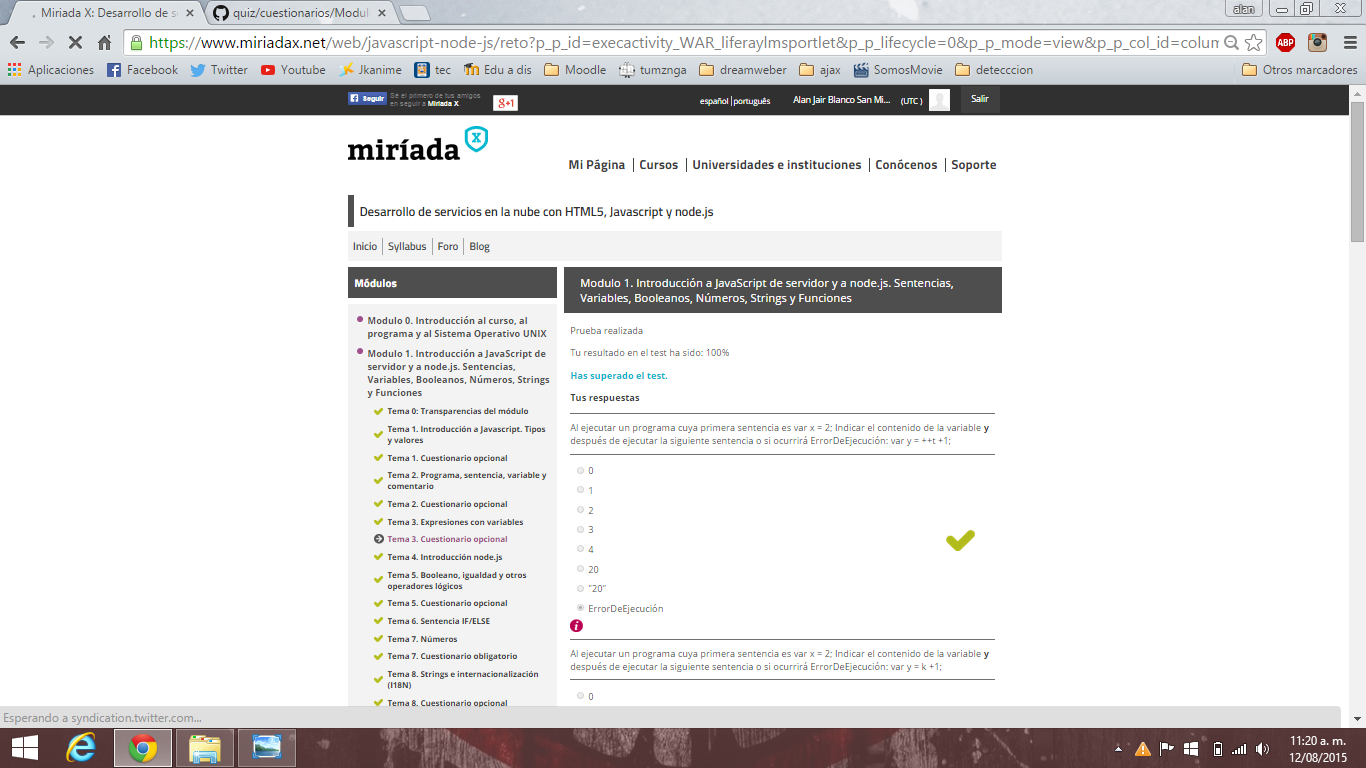 Miriada X: Desarrollo de s
quiz/cuestionarios/Modul
alan
https://www.miriadax.net/web/javascript-node-js/reto?p_p_id=execactivity_WAR_liferaylmsportlet&p_p_lifecycle=0&p_p_mode=view&p_p_col_id=colum
ABP
Aplicaciones Facebook Twitter Youtube Jkanime tec Edu a dis Moodle tumznga dreamweber ajax SomosMovie detecccion Otros marcadores
Seguir Sé el primero de tus amigos
en seguir a Miriada X
g+1
español | português Alan Jair Blanco San Mi... (UTC ) Salir
miríada x
Mi Página Cursos Universidades e instituciones Conócenos Soporte
Desarrollo de servicios en la nube con HTML5, Javascript y node.js
Inicio Syllabus Foro Blog
Módulos
Modulo 0. Introducción al curso, al
programa y al Sistema Operativo UNIX
Modulo 1. Introducción a JavaScript de
servidor y a node.js. Sentencias,
Variables, Booleanos, Números, Strings
y Funciones
Tema 0: Transparencias del módulo
Tema 1. Introducción a Javascript. Tipos
y valores
Tema 1. Cuestionario opcional
Tema 2. Programa, sentencia, variable y
comentario
Tema 2. Cuestionario opcional
Tema 3. Expresiones con variables
Tema 3. Cuestionario opcional
Tema 4. Introducción node.js
Tema 5. Booleano, igualdad y otros
operadores lógicos
Tema 5. Cuestionario opcional
Tema 6. Sentencia IF/ELSE
Tema 7. Números
Tema 7. Cuestionario obligatorio
Tema 8. Strings e internacionalización
(I18N)
Tema 8. Cuestionario opcional
Modulo 1. Introducción a JavaScript de servidor y a node.js. Sentencias,
Variables, Booleanos, Números, Strings y Funciones
Prueba realizada
Tu resultado en el test ha sido: 100%
Has superado el test.
Tus respuestas
Al ejecutar un programa cuya primera sentencia es var x = 2; Indicar el contenido de la variable y
después de ejecutar la siguiente sentencia o si ocurrirá ErrorDeEjecución: var y = ++t +1;
0
1
2
3
4
20
"20"
ErrorDeEjecución
i
Al ejecutar un programa cuya primera sentencia es var x = 2; Indicar el contenido de la variable y
después de ejecutar la siguiente sentencia o si ocurrirá ErrorDeEjecución: var y = k +1;
0
Esperando a syndication.twitter.com...
11:20 a. m.
12/08/2015